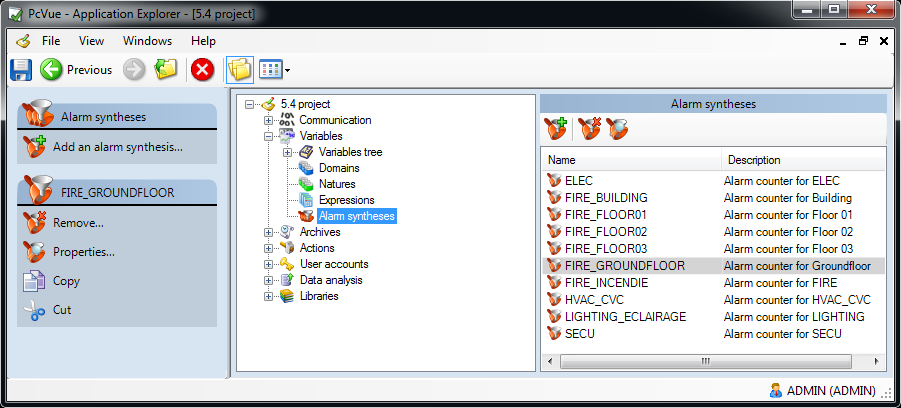 PcVue - Application Explorer - [5.4 project]
File View Windows Help
Previous
Alarm syntheses
Add an alarm synthesis...
FIRE_GROUNDFLOOR
Remove...
Properties...
Copy
Cut
5.4 project
Communication
Variables
Variables tree
Domains
Natures
Expressions
Alarm syntheses
Archives
Actions
User accounts
Data analysis
Libraries
Alarm syntheses
Name Description
ELEC Alarm counter for ELEC
FIRE_BUILDING Alarm counter for Building
FIRE_FLOOR01 Alarm counter for Floor 01
FIRE_FLOOR02 Alarm counter for Floor 02
FIRE_FLOOR03 Alarm counter for Floor 03
FIRE_GROUNDFLOOR Alarm counter for Groundfloor
FIRE_INCENDIE Alarm counter for FIRE
HVAC_CVC Alarm counter for HVAC_CVC
LIGHTING_ECLAIRAGE Alarm counter for LIGHTING
SECU Alarm counter for SECU
ADMIN (ADMIN)